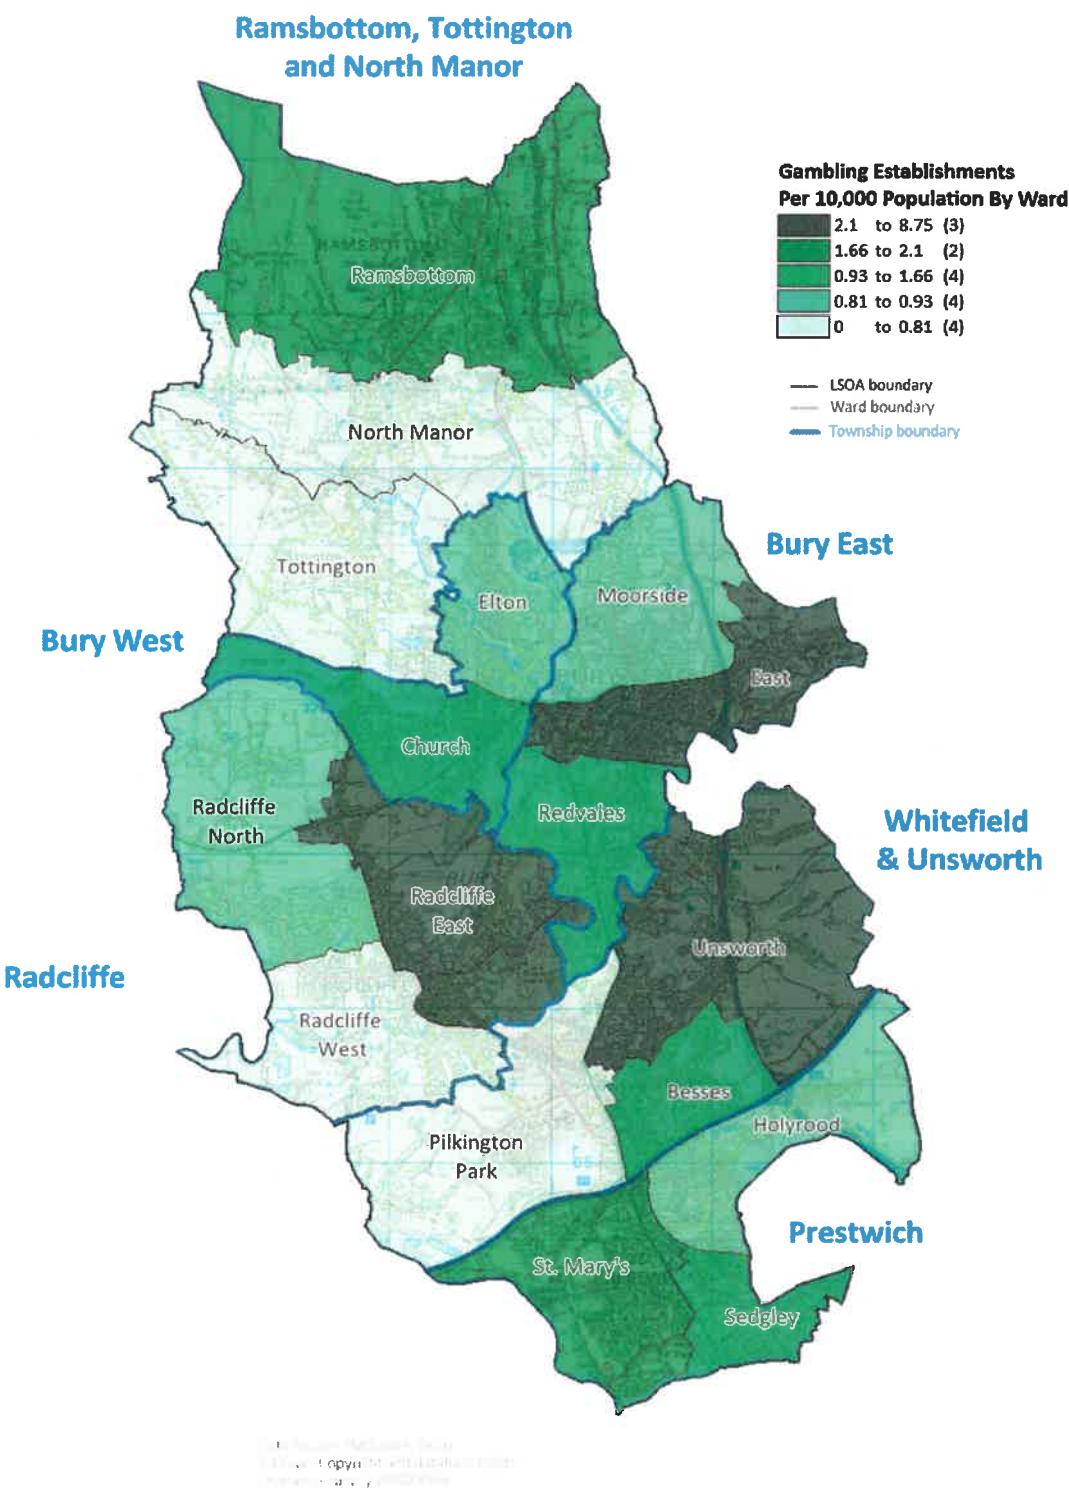 Ramsbottom, Tottington
and North Manor
Gambling Establishments
Per 10,000 Population By Ward
2.1 to 8.75 (3)
1.66 to 2.1 (2)
0.93 to 1.66 (4)
0.81 to 0.93 (4)
0 to 0.81 (4)
LSOA boundary
Ward boundary
Township boundary
Ramsbottom
North Manor
Bury East
Tottington
Elton
Moorside
Bury West
East
Church
Radcliffe
North
Redvales
Whitefield
& Unsworth
Radcliffe
East
Unsworth
Radcliffe
Radcliffe
West
Besses
Holyrood
Pilkington
Park
Prestwich
St. Mary's
Sedgley